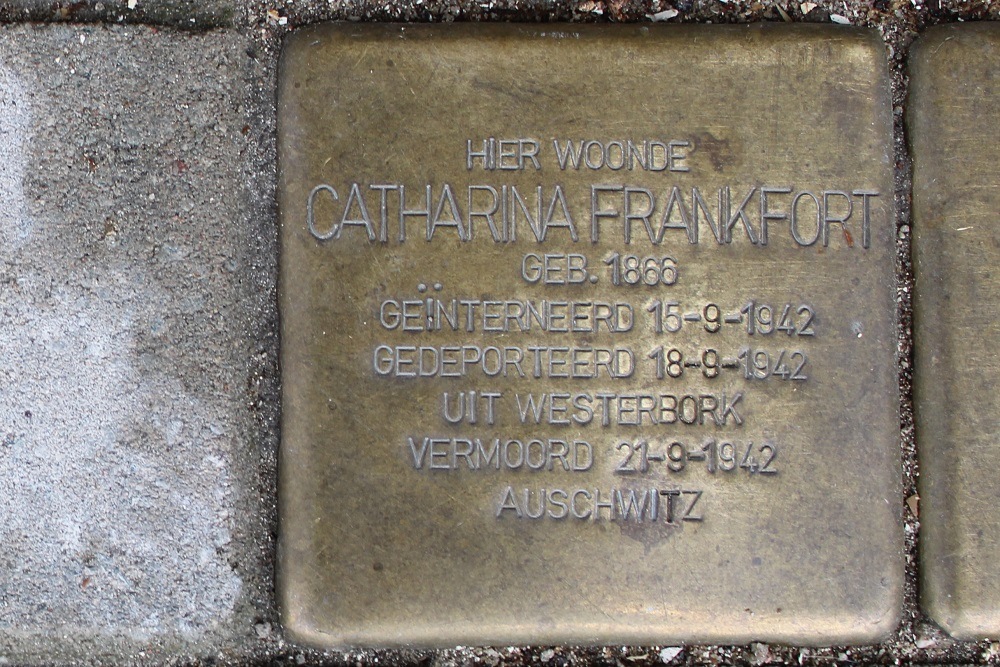 HIER WOONDE
CATHARINA FRANKFORT
GEB. 1866
GEÏNTERNEERD 15-9-1942
GEDEPORTEERD 18-9-1942
UIT WESTERBORK
VERMOORD 21-9-1942
AUSCHWITZ